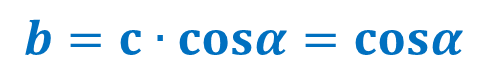 b = c · cosα = cosα